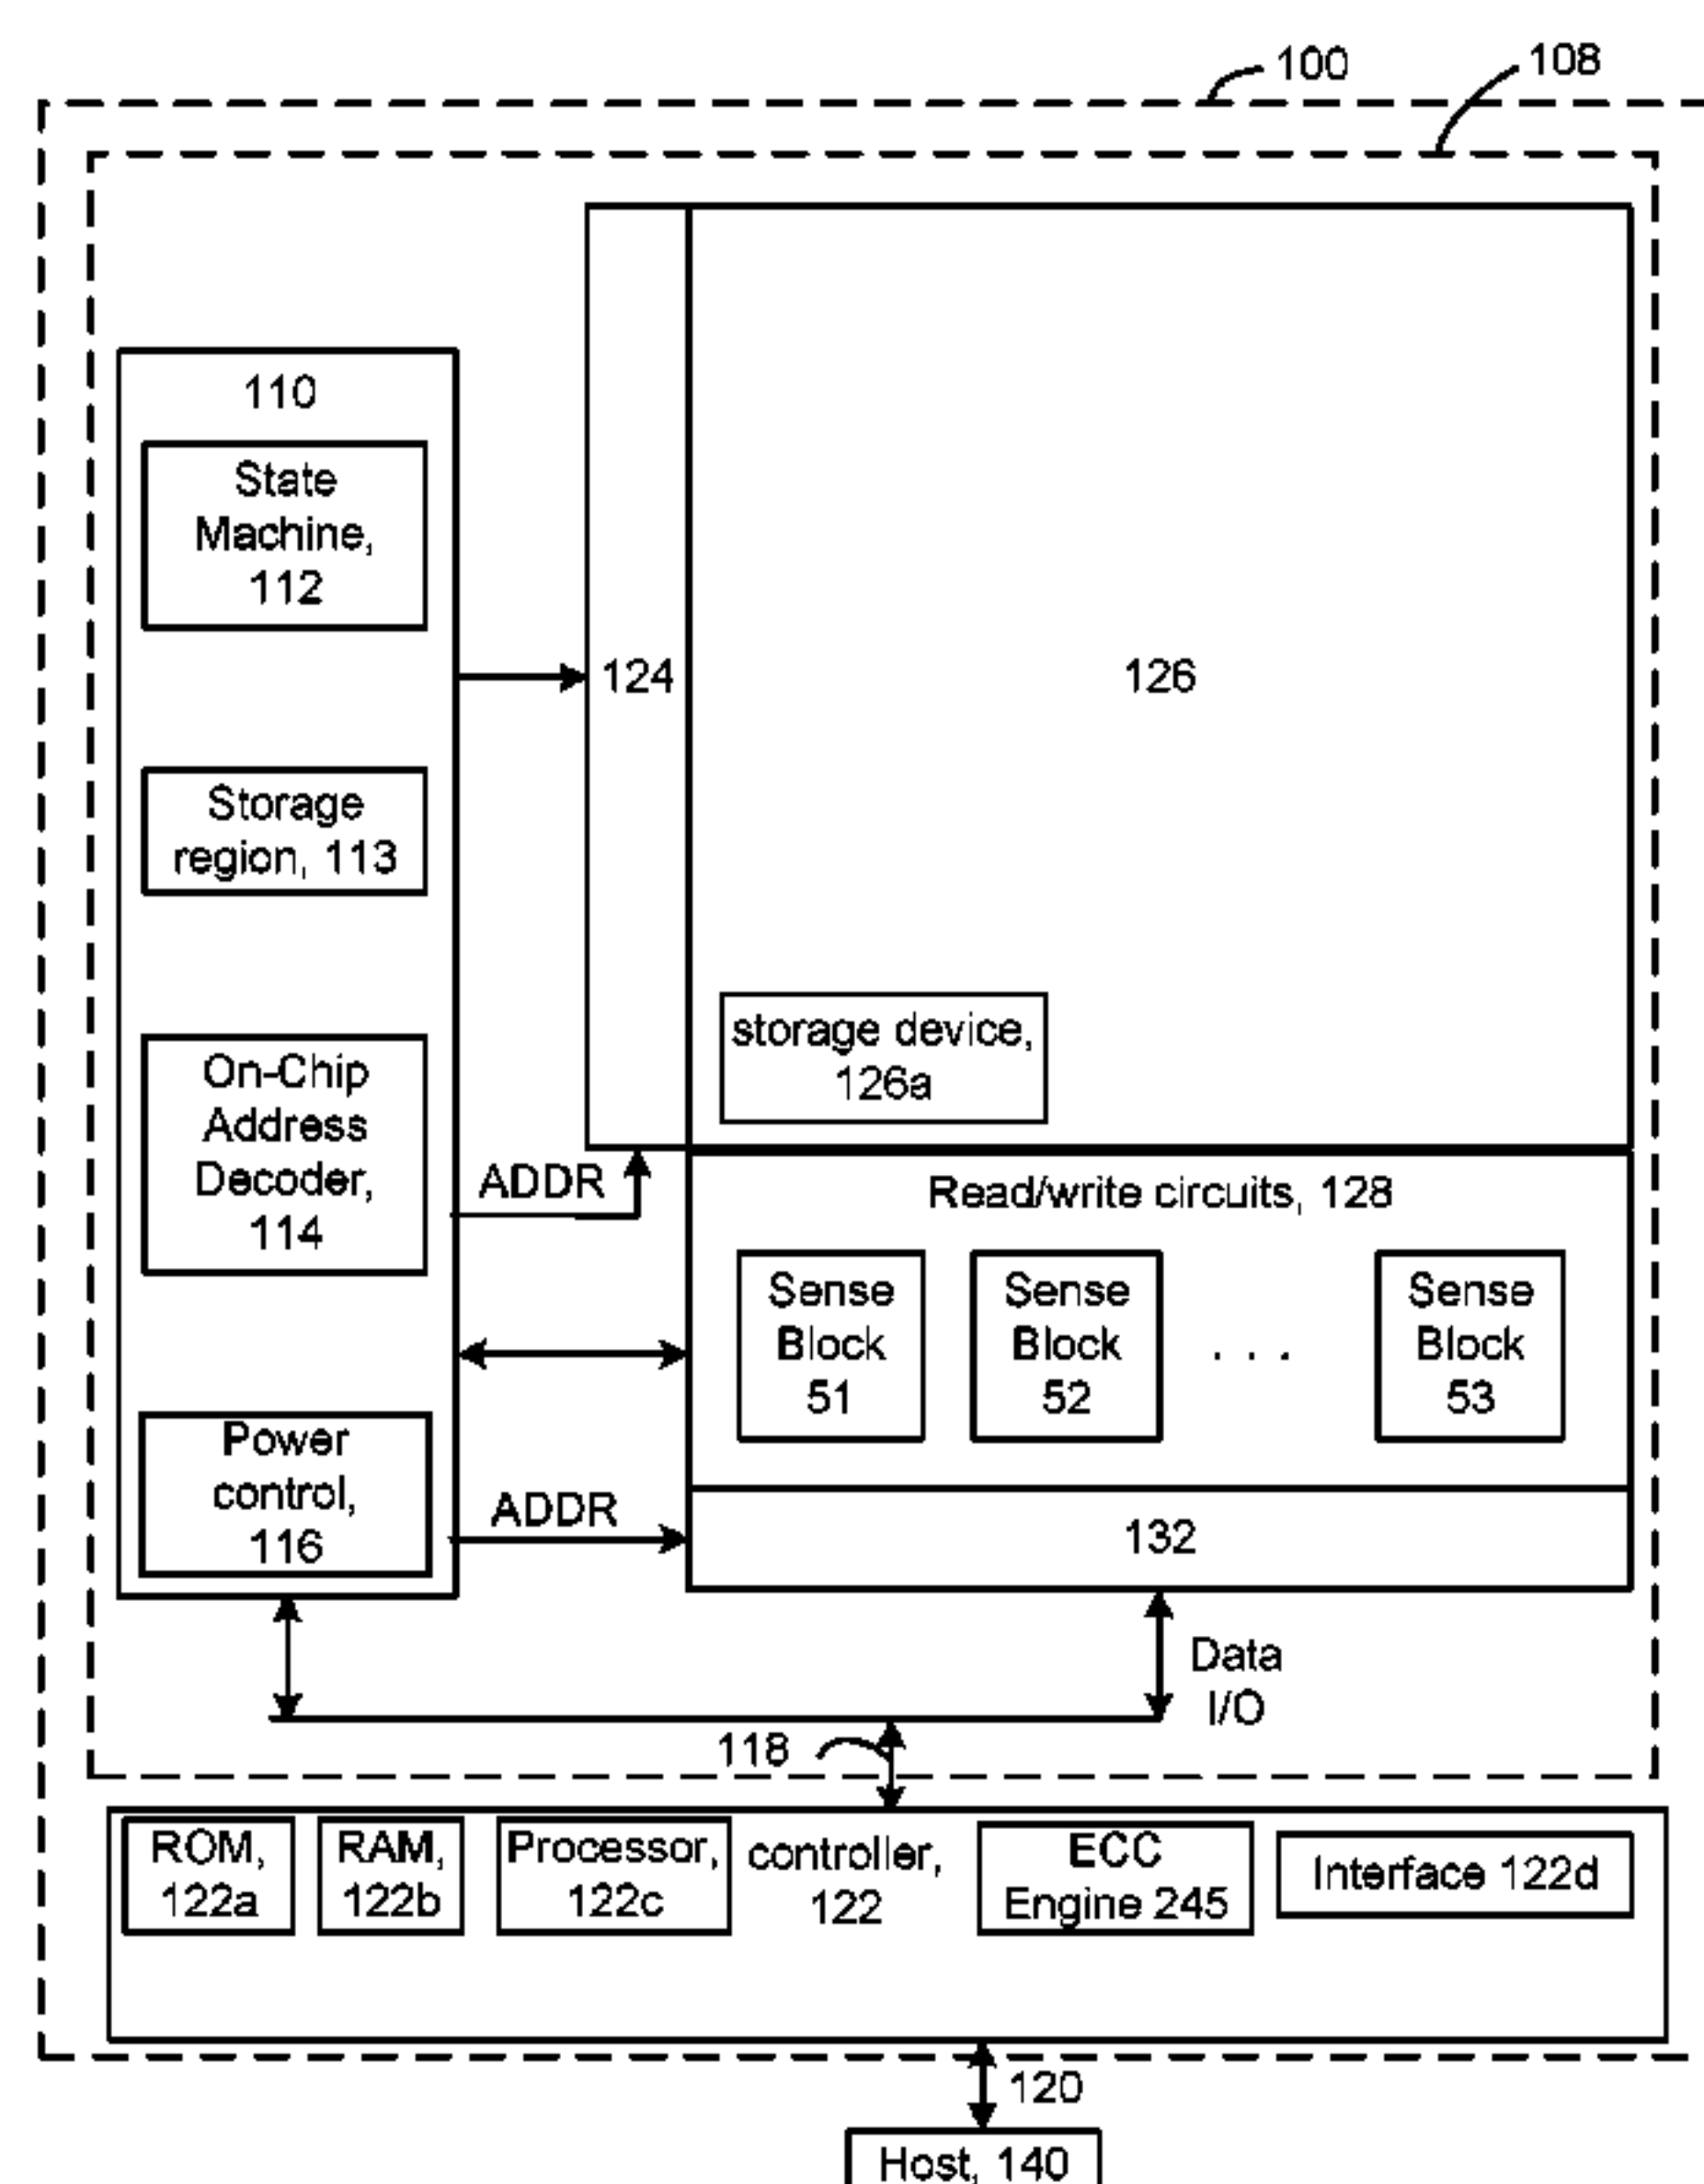 100
108
110
State
Machine,
112
124
126
Storage
region, 113
storage device,
126a
On-Chip
Address
Decoder,
114
ADDR
Read/write circuits, 128
Sense
Block
51
Sense
Block
52
. . .
Sense
Block
53
Power
control,
116
ADDR
132
Data
I/O
118
ROM,
122a
RAM,
122b
Processor,
122c
controller,
122
ECC
Engine 245
Interface 122d
120
Host, 140